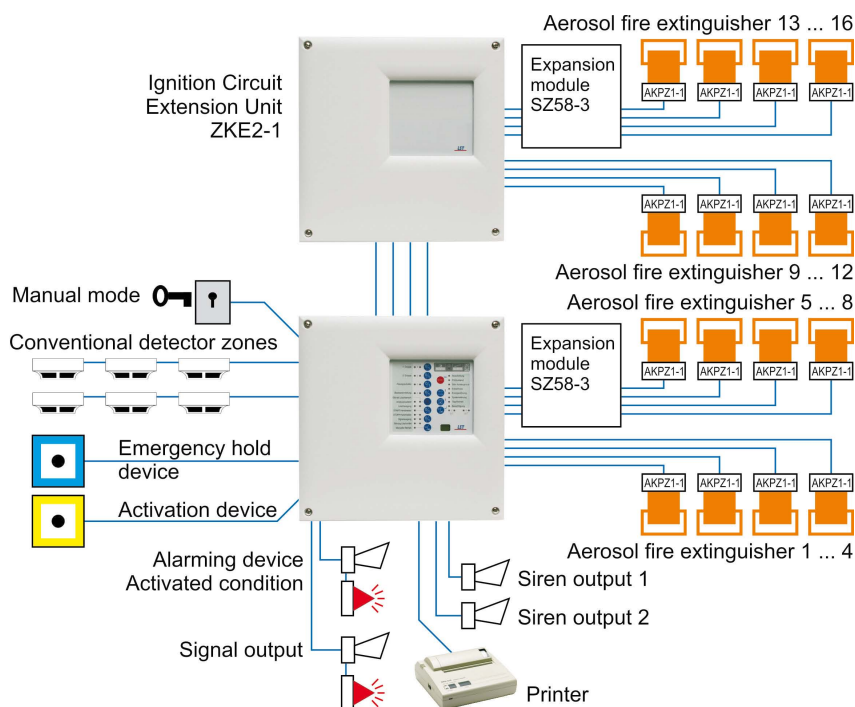 Aerosol fire extinguisher 13 ... 16
Ignition Circuit
Extension Unit
ZKE2-1
Expansion
module
SZ58-3
AKPZ1-1
AKPZ1-1
AKPZ1-1
AKPZ1-1
AKPZ1-1
AKPZ1-1
AKPZ1-1
AKPZ1-1
Aerosol fire extinguisher 9 ... 12
Manual mode
Aerosol fire extinguisher 5 ... 8
Conventional detector zones
Expansion
module
SZ58-3
AKPZ1-1
AKPZ1-1
AKPZ1-1
AKPZ1-1
Emergency hold
device
Activation device
AKPZ1-1
AKPZ1-1
AKPZ1-1
AKPZ1-1
Aerosol fire extinguisher 1 ... 4
Alarming device
Activated condition
Siren output 1
Siren output 2
Signal output
Printer